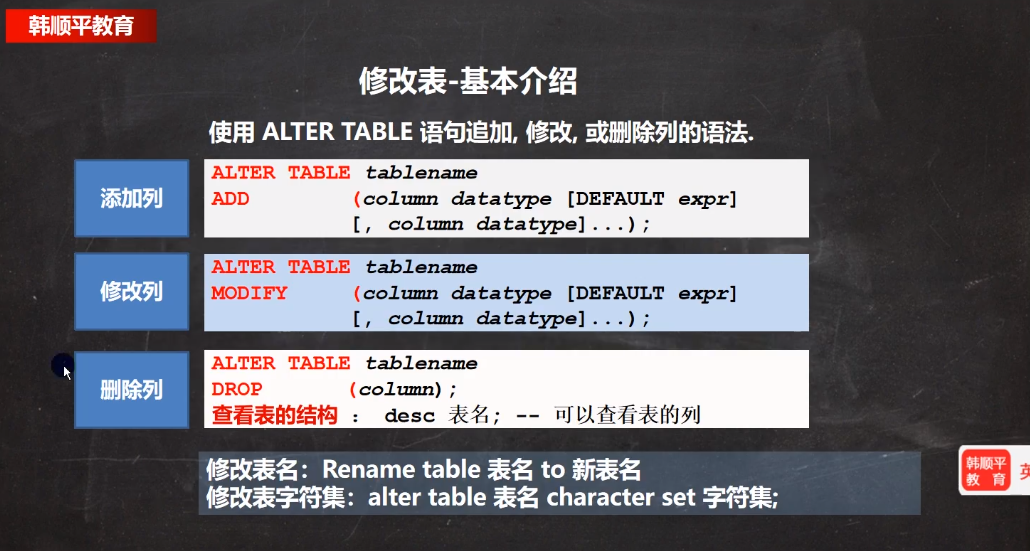 韩顺平教育
修改表-基本介绍
使用 ALTER TABLE 语句追加, 修改, 或删除列的语法.
添加列
ALTER TABLE tablename
ADD (column datatype [DEFAULT expr]
[, column datatype]...);
修改列
ALTER TABLE tablename
MODIFY (column datatype [DEFAULT expr]
[, column datatype]...);
删除列
ALTER TABLE tablename
DROP (column);
查看表的结构 : desc 表名; -- 可以查看表的列
修改表名：Rename table 表名 to 新表名
修改表字符集：alter table 表名 character set 字符集;
韩顺平
教 育
英